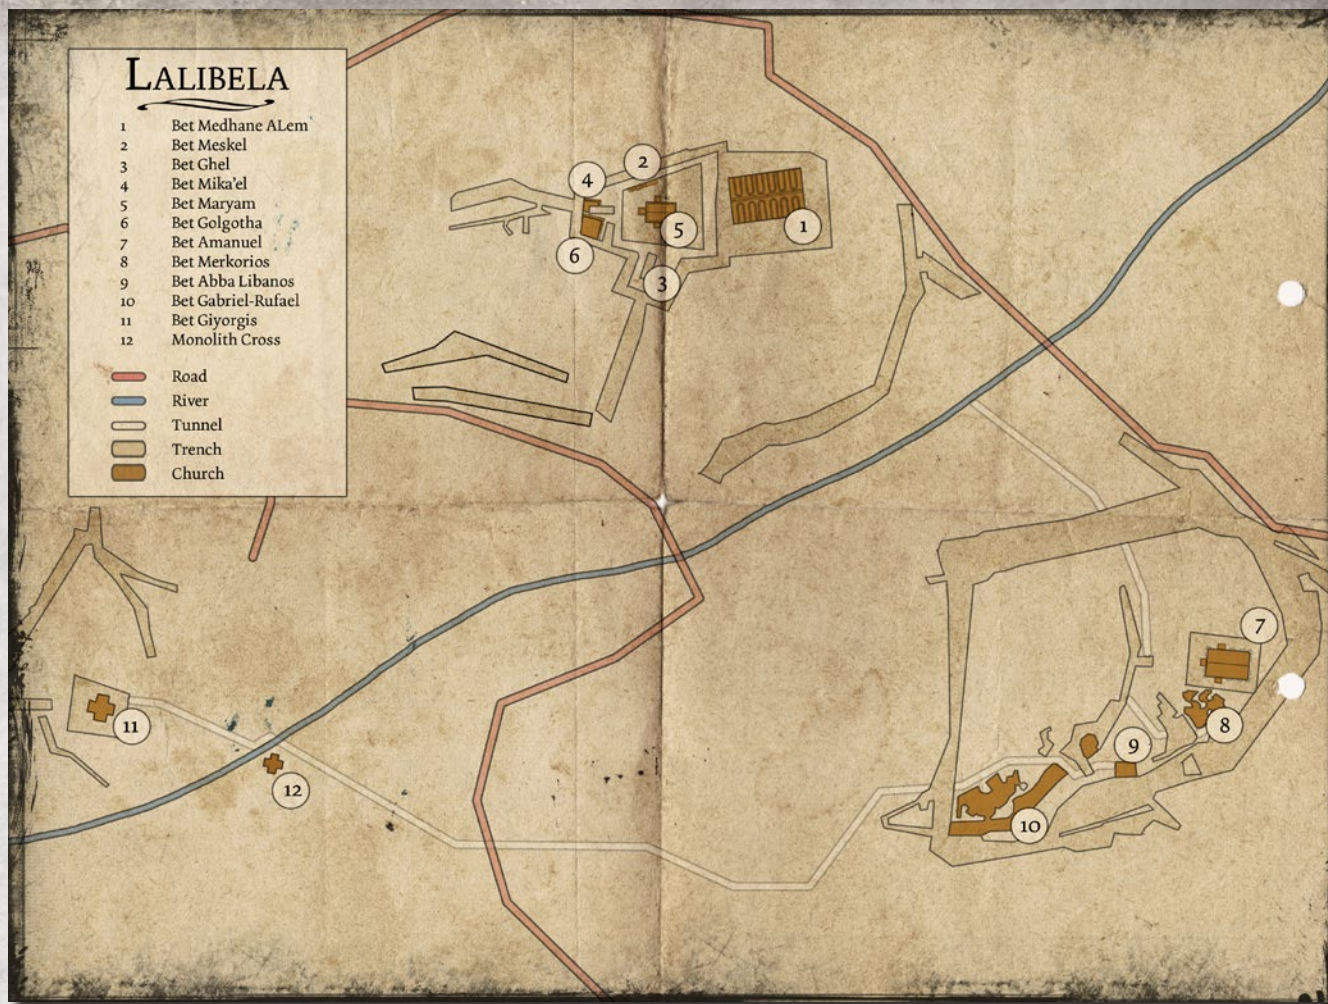 LALIBELA
1 Bet Medhane ALem
2 Bet Meskel
3 Bet Ghel
4 Bet Mika'el
5 Bet Maryam
6 Bet Golgotha
7 Bet Amanuel
8 Bet Merkorios
9 Bet Abba Libanos
10 Bet Gabriel-Rufael
11 Bet Giyorgis
12 Monolith Cross
Road
River
Tunnel
Trench
Church
2
4
1
5
6
3
7
8
11
9
12
10